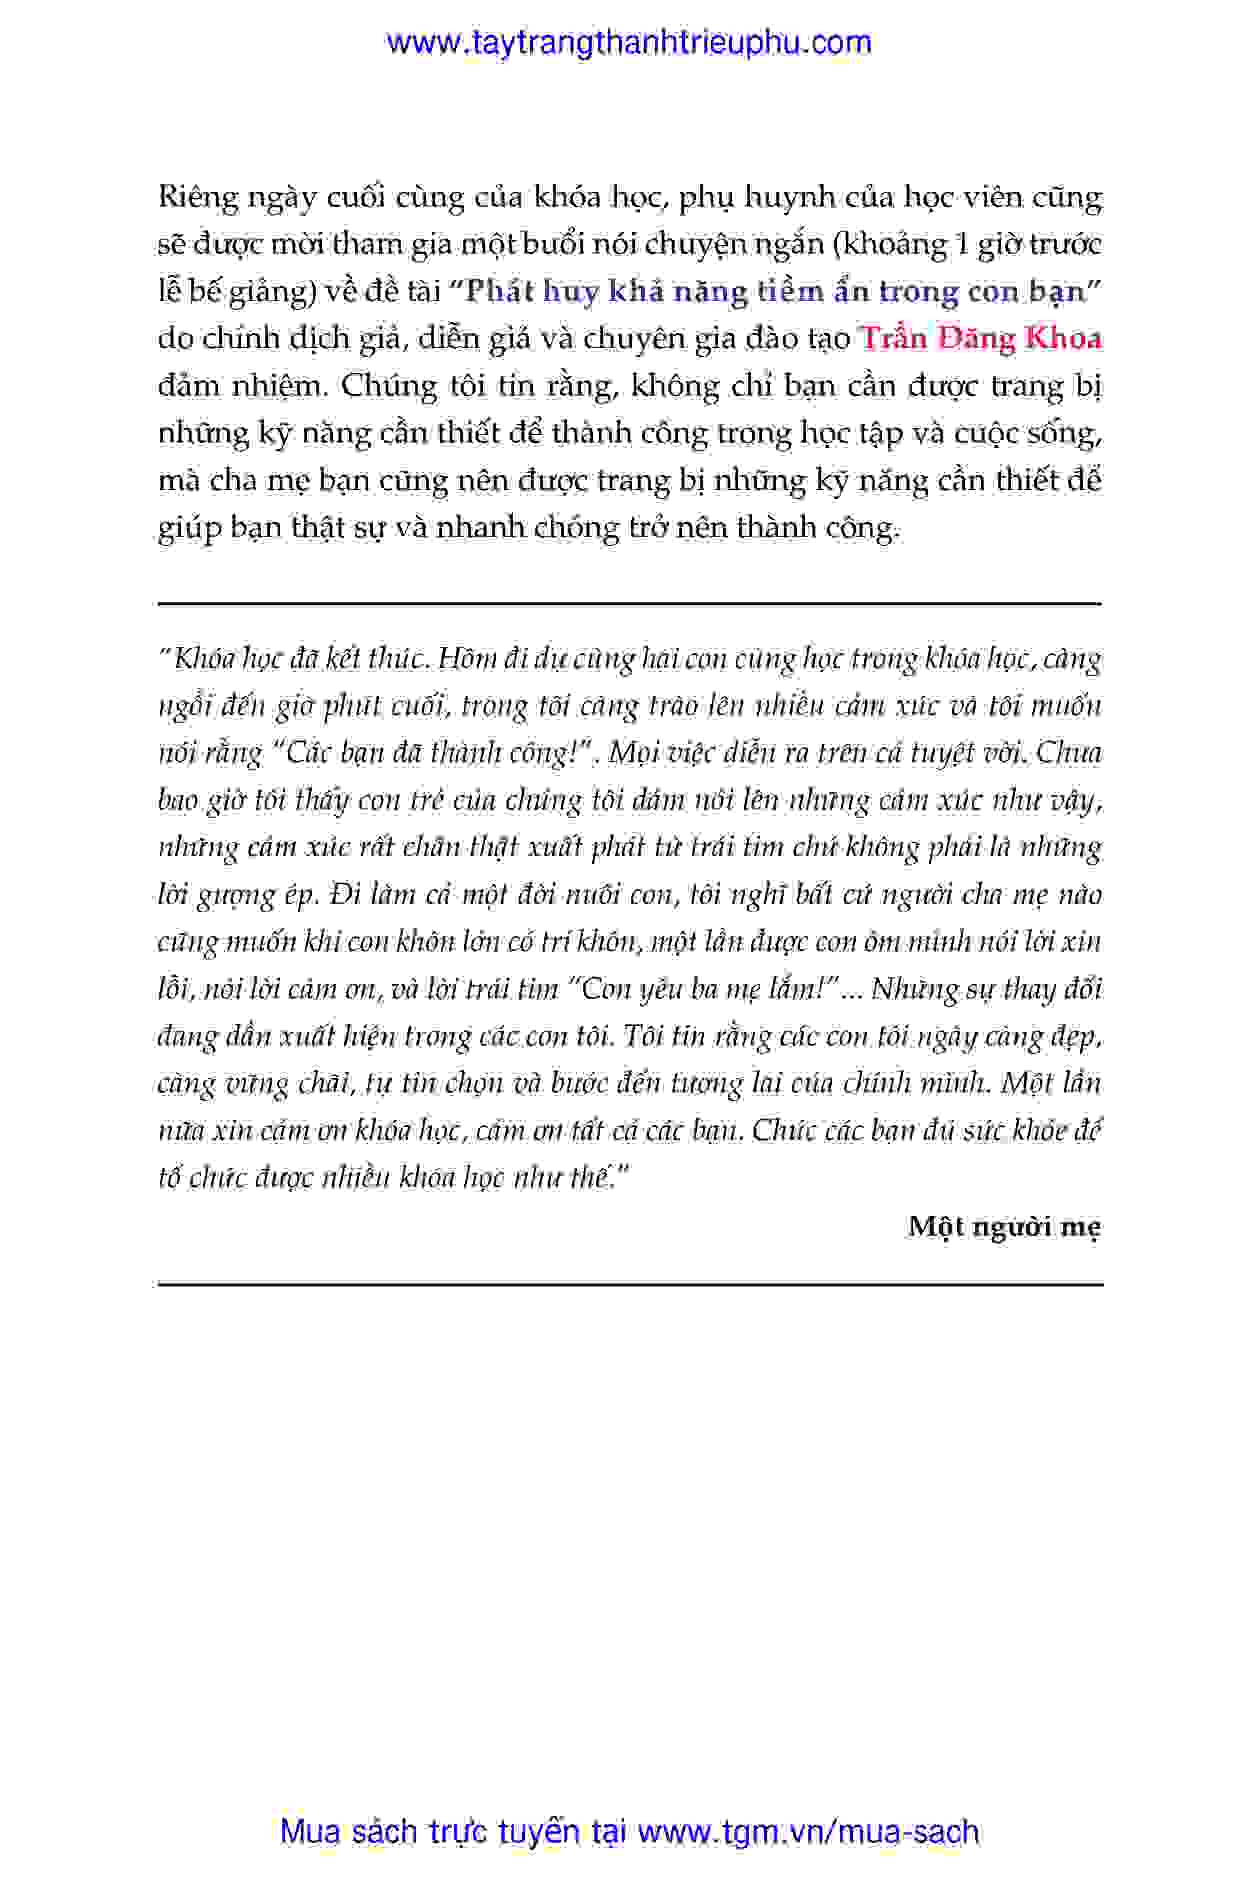 www.taytrangthanhtrieuphu.com
Riêng ngày cuối cùng của khóa học, phụ huynh của học viên cũng
sẽ được mời tham gia một buổi nói chuyện ngắn (khoảng 1 giờ trước
lễ bế giảng) về đề tài “Phát huy khả năng tiềm ẩn trong con bạn”
do chính dịch giả, diễn giả và chuyên gia đào tạo Trần Đăng Khoa
đảm nhiệm. Chúng tôi tin rằng, không chỉ bạn cần được trang bị
những kỹ năng cần thiết để thành công trong học tập và cuộc sống,
mà cha mẹ bạn cũng nên được trang bị những kỹ năng cần thiết để
giúp bạn thật sự và nhanh chóng trở nên thành công.
“Khóa học đã kết thúc. Hôm đi dự cùng hai con cùng học trong khóa học, càng
ngồi đến giờ phút cuối, trong tôi càng trào lên nhiều cảm xúc và tôi muốn
nói rằng “Các bạn đã thành công!”. Mọi việc diễn ra trên cả tuyệt vời. Chưa
bao giờ tôi thấy con trẻ của chúng tôi dám nói lên những cảm xúc như vậy,
những cảm xúc rất chân thật xuất phát từ trái tim chứ không phải là những
lời gượng ép. Đi làm cả một đời nuôi con, tôi nghĩ bất cứ người cha mẹ nào
cũng muốn khi con khôn lớn có trí khôn, một lần được con ôm mình nói lời xin
lỗi, nói lời cảm ơn, và lời trái tim “Con yêu ba mẹ lắm!”... Những sự thay đổi
đang dần xuất hiện trong các con tôi. Tôi tin rằng các con tôi ngày càng đẹp,
càng vững chãi, tự tin chọn và bước đến tương lai của chính mình. Một lần
nữa xin cảm ơn khóa học, cảm ơn tất cả các bạn. Chúc các bạn đủ sức khỏe để
tổ chức được nhiều khóa học như thế.”
Một người mẹ
Mua sách trực tuyến tại www.tgm.vn/mua-sach